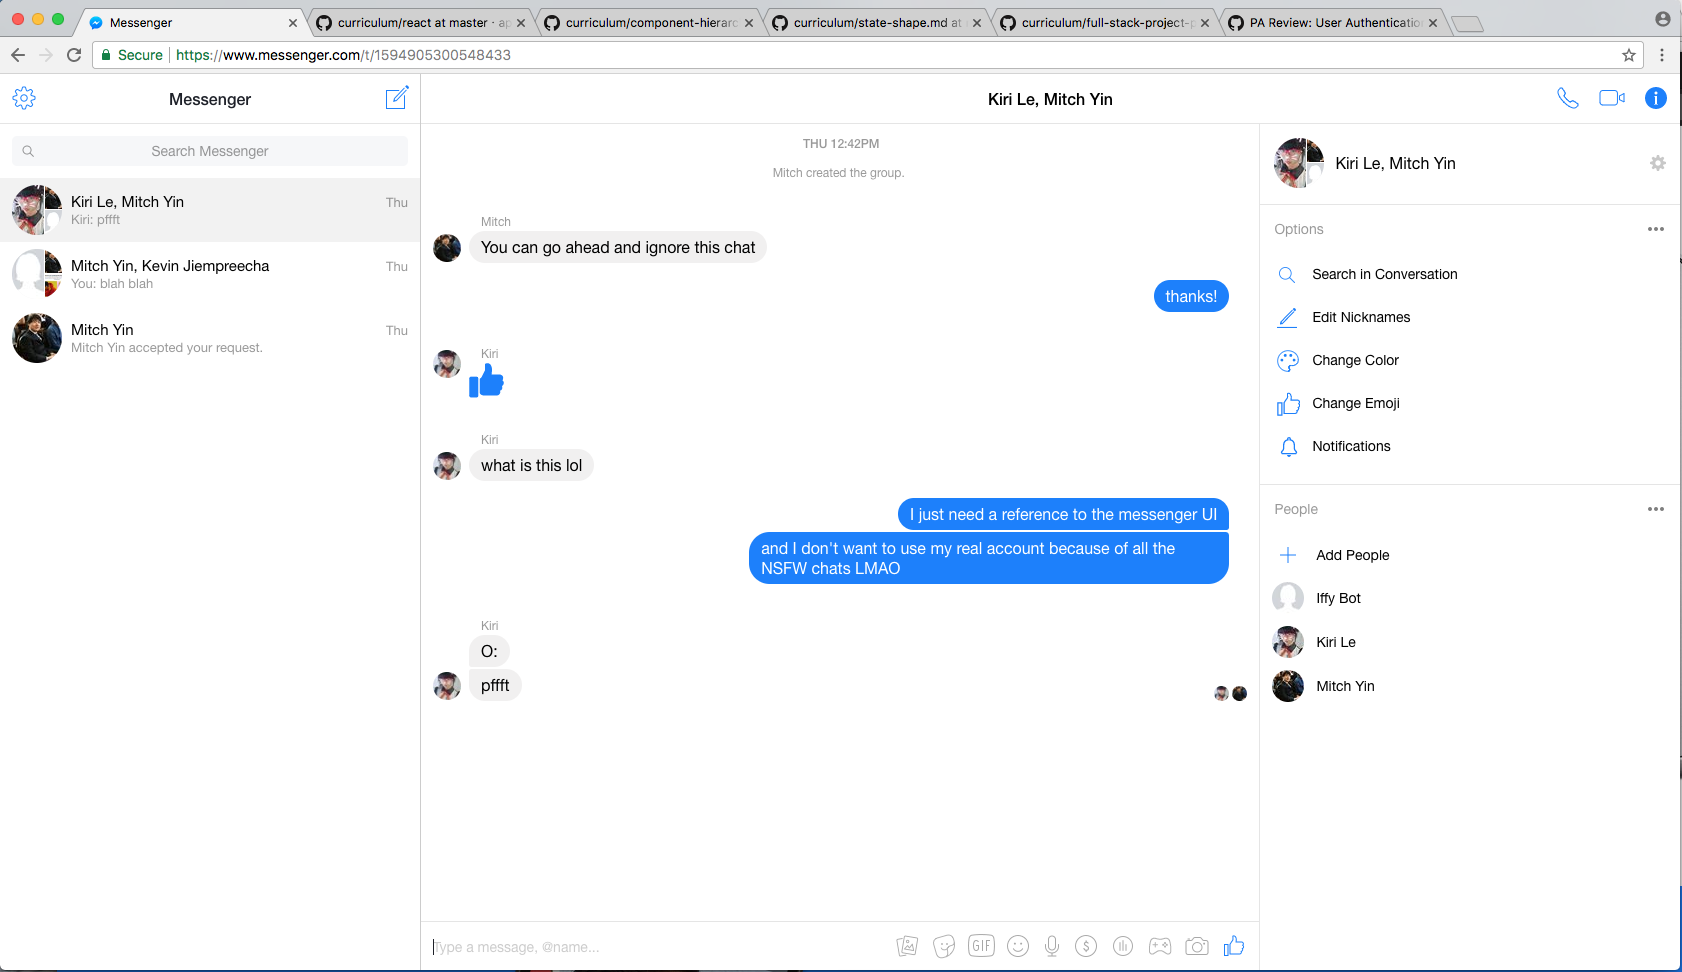 Messenger
curriculum/react at master · ap
curriculum/component-hierarc
curriculum/state-shape.md at
curriculum/full-stack-project-p
PA Review: User Authentication
Secure
https://www.messenger.com/t/1594905300548433
Messenger
Search Messenger
Kiri Le, Mitch Yin
Thu
Kiri: pffft
Mitch Yin, Kevin Jiempreecha
Thu
You: blah blah
Mitch Yin
Thu
Mitch Yin accepted your request.
Kiri Le, Mitch Yin
THU 12:42PM
Mitch created the group.
Mitch
You can go ahead and ignore this chat
thanks!
Kiri
Kiri
what is this lol
I just need a reference to the messenger UI
and I don't want to use my real account because of all the
NSFW chats LMAO
Kiri
O:
pffft
Type a message, @name...
GIF
$
Kiri Le, Mitch Yin
Options
Search in Conversation
Edit Nicknames
Change Color
Change Emoji
Notifications
People
Add People
Iffy Bot
Kiri Le
Mitch Yin